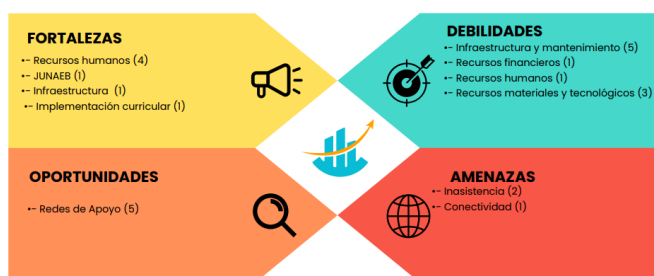 FORTALEZAS
•- Recursos humanos (4)
•- JUNAEB (1)
•- Infraestructura (1)
•- Implementación curricular (1)
DEBILIDADES
•- Infraestructura y mantenimiento (5)
•- Recursos financieros (1)
•- Recursos humanos (1)
•- Recursos materiales y tecnológicos (3)
OPORTUNIDADES
•- Redes de Apoyo (5)
AMENAZAS
•- Inasistencia (2)
•- Conectividad (1)